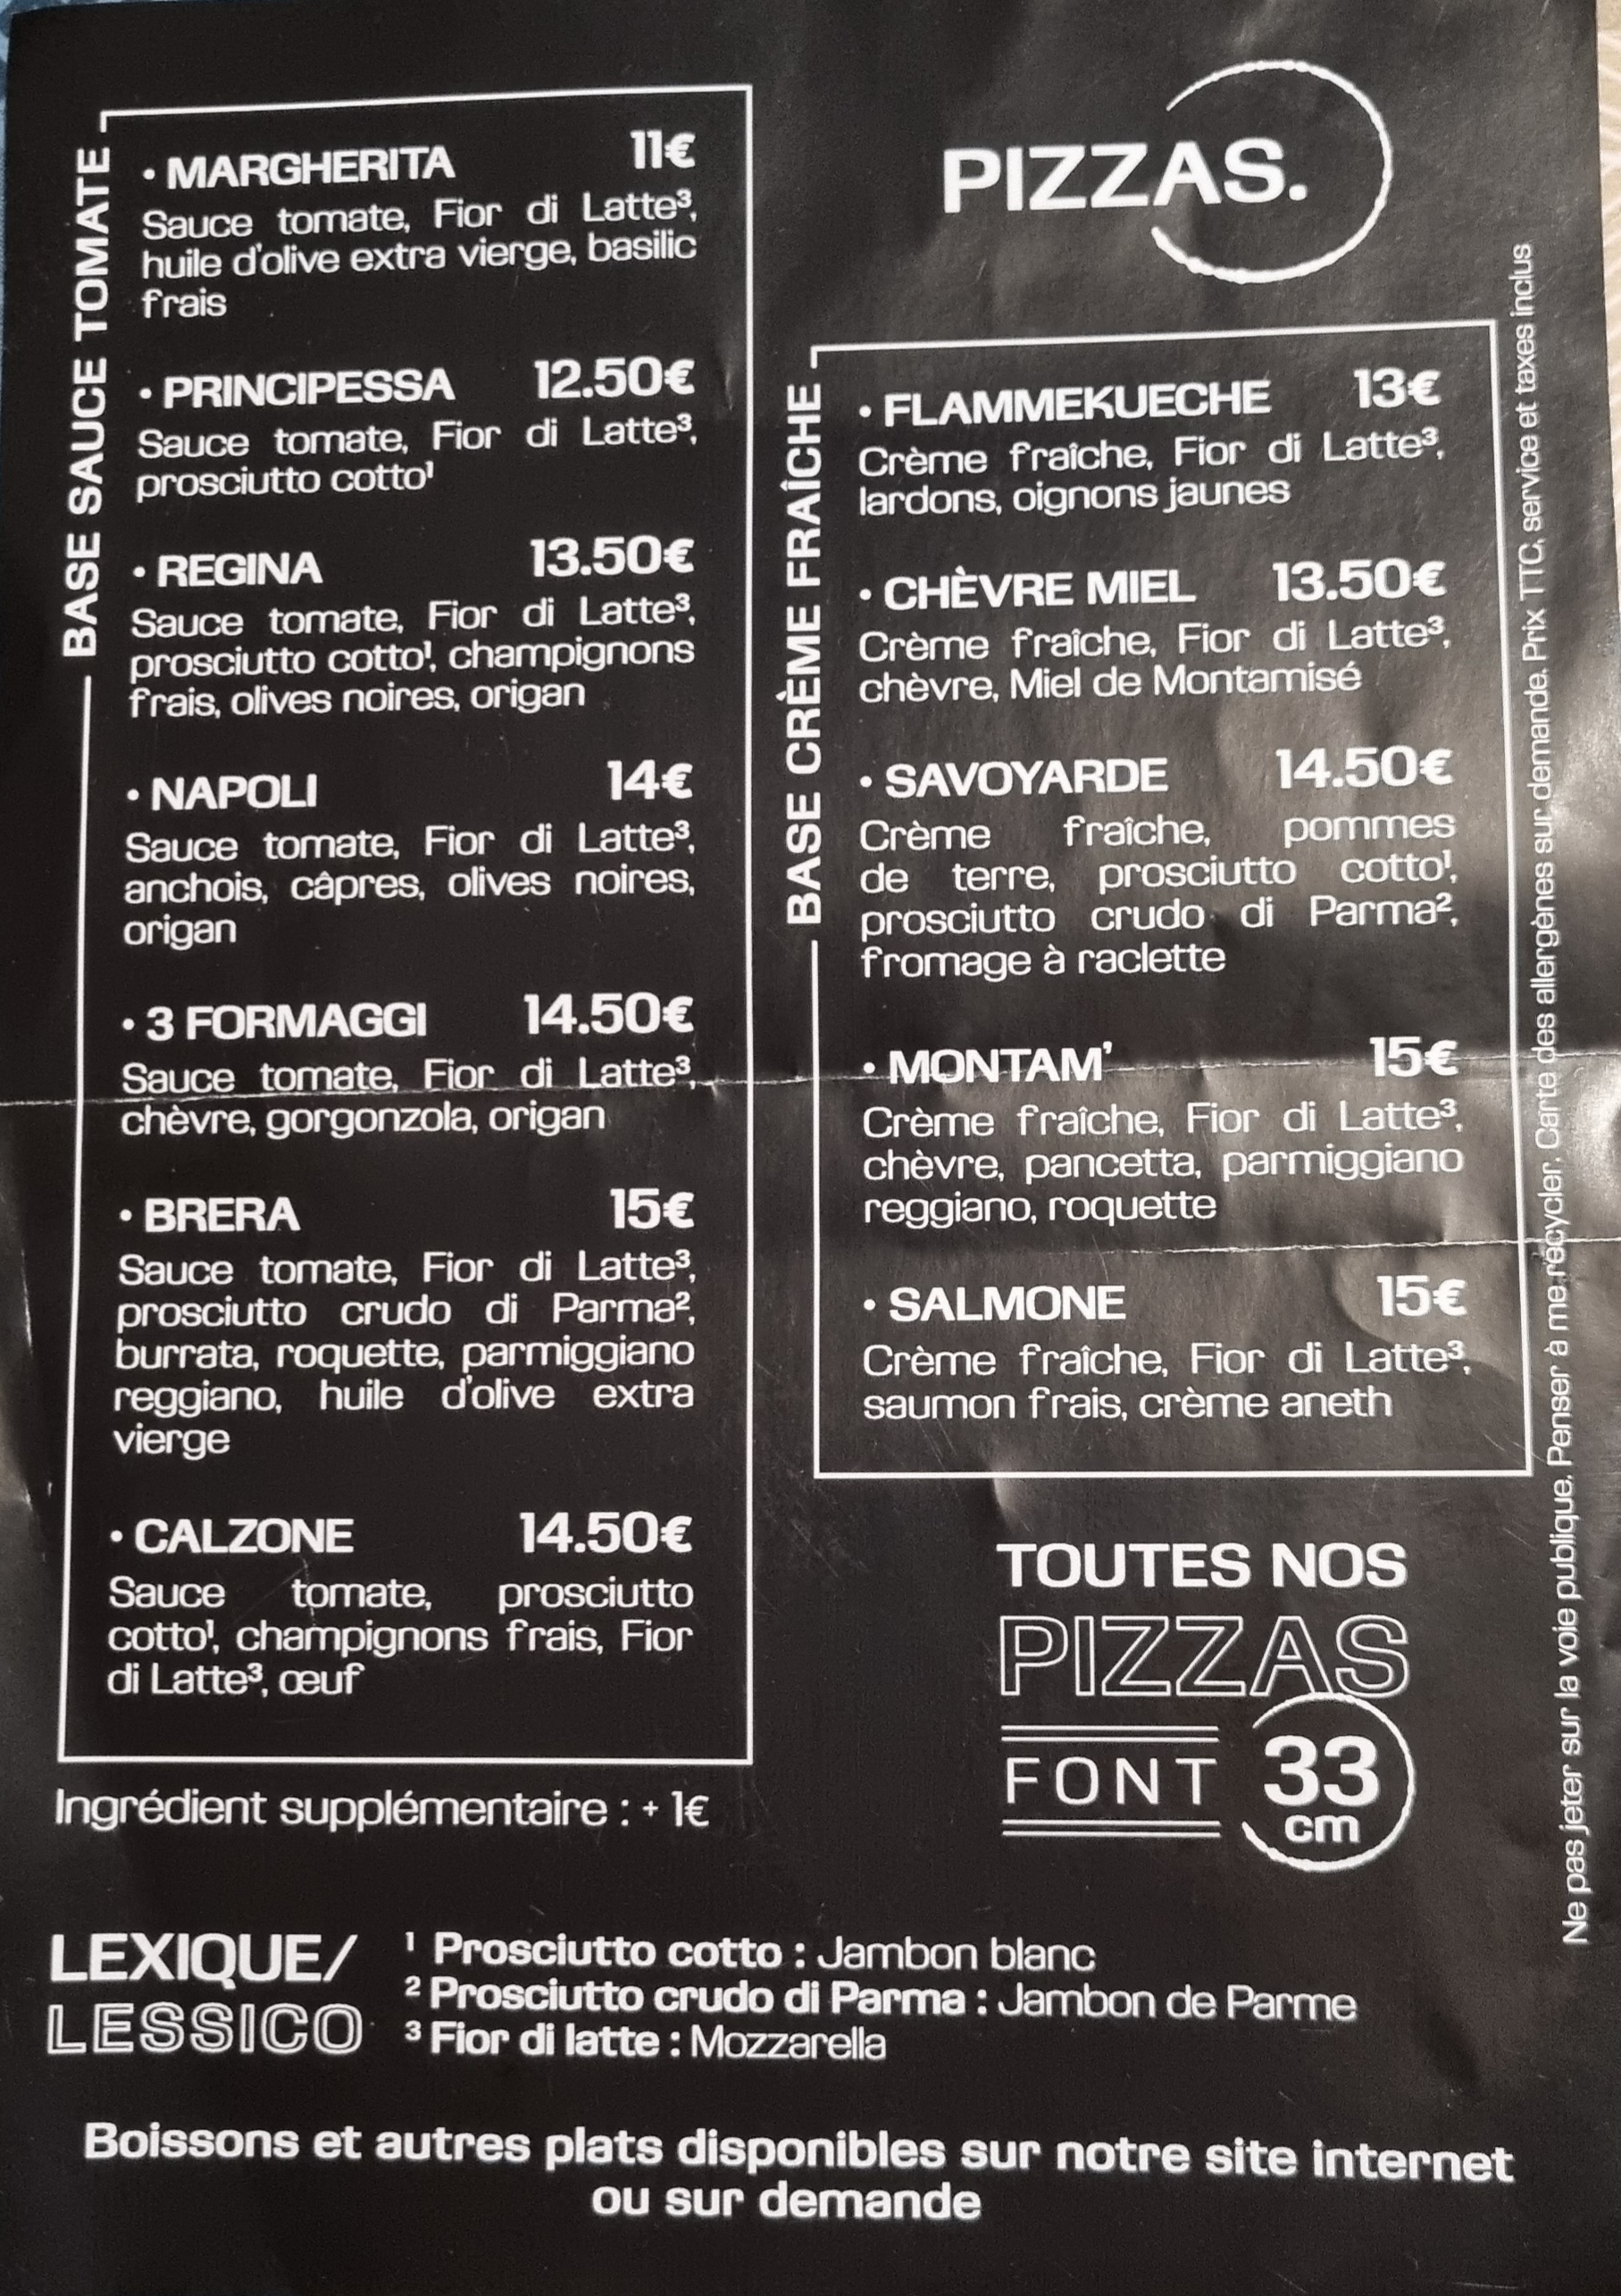 BASE SAUCE TOMATE
• MARGHERITA 11€
Sauce tomate, Fior di Latte³,
huile d'olive extra vierge, basilic
frais
• PRINCIPESSA 12.50€
Sauce tomate, Fior di Latte³,
prosciutto cotto¹
• REGINA 13.50€
Sauce tomate, Fior di Latte³,
prosciutto cotto¹, champignons
frais, olives noires, origan
• NAPOLI 14€
Sauce tomate, Fior di Latte³,
anchois, câpres, olives noires,
origan
• 3 FORMAGGI 14.50€
Sauce tomate, Fior di Latte³,
chèvre, gorgonzola, origan
• BRERA 15€
Sauce tomate, Fior di Latte³,
prosciutto crudo di Parma²,
burrata, roquette, parmiggiano
reggiano, huile d'olive extra
vierge
• CALZONE 14.50€
Sauce tomate, prosciutto
cotto¹, champignons frais, Fior
di Latte³, œuf
Ingrédient supplémentaire : + 1€
PIZZAS.
BASE CRÈME FRAÎCHE
• FLAMMEKUECHE 13€
Crème fraîche, Fior di Latte³,
lardons, oignons jaunes
• CHÈVRE MIEL 13.50€
Crème fraîche, Fior di Latte³,
chèvre, Miel de Montamisé
• SAVOYARDE 14.50€
Crème fraîche, pommes
de terre, prosciutto cotto¹,
prosciutto crudo di Parma²,
fromage à raclette
• MONTAM' 15€
Crème fraîche, Fior di Latte³,
chèvre, pancetta, parmiggiano
reggiano, roquette
• SALMONE 15€
Crème fraîche, Fior di Latte³,
saumon frais, crème aneth
TOUTES NOS
PIZZAS
FONT 33
cm
Ne pas jeter sur la voie publique. Penser à me recycler. Carte des allergènes sur demande. Prix TTC, service et taxes inclus
LEXIQUE/
LESSICO
¹ Prosciutto cotto : Jambon blanc
² Prosciutto crudo di Parma : Jambon de Parme
³ Fior di latte : Mozzarella
Boissons et autres plats disponibles sur notre site internet
ou sur demande